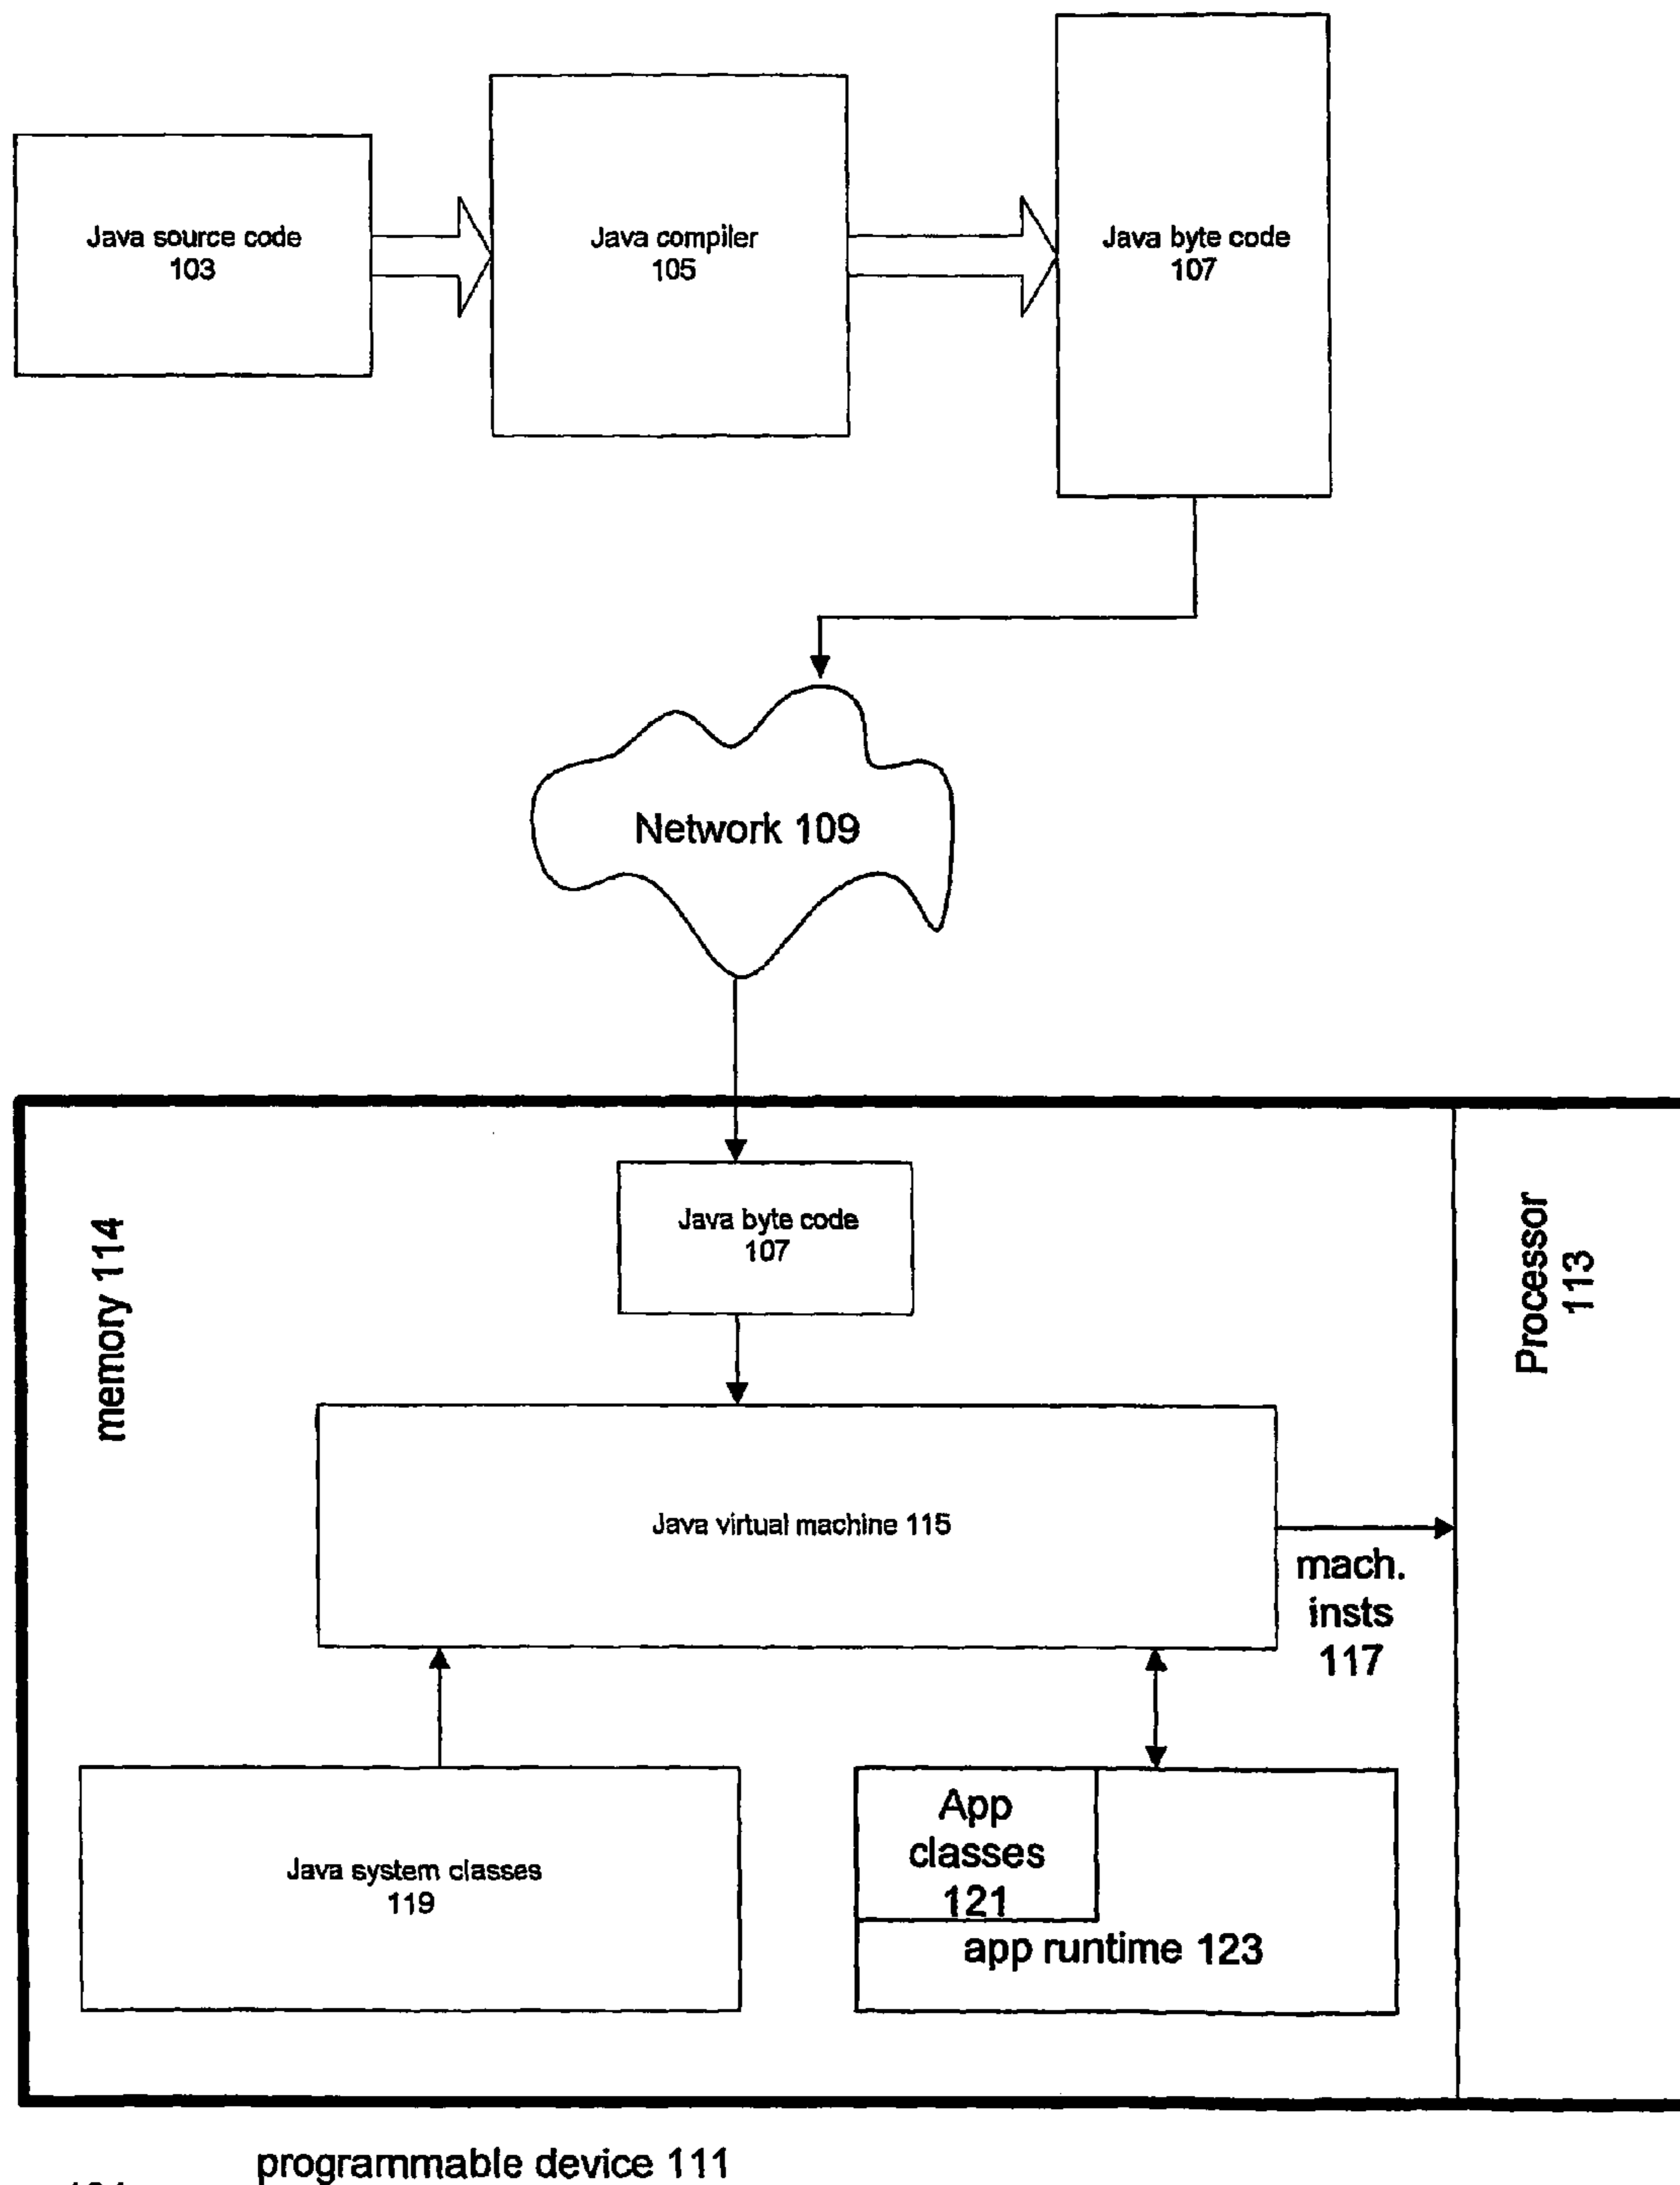 Java source code
103
Java compiler
105
Java byte code
107
Network 109
memory 114
Java byte code
107
Processor
113
Java virtual machine 115
mach.
insts
117
Java system classes
119
App
classes
121
app runtime 123
programmable device 111